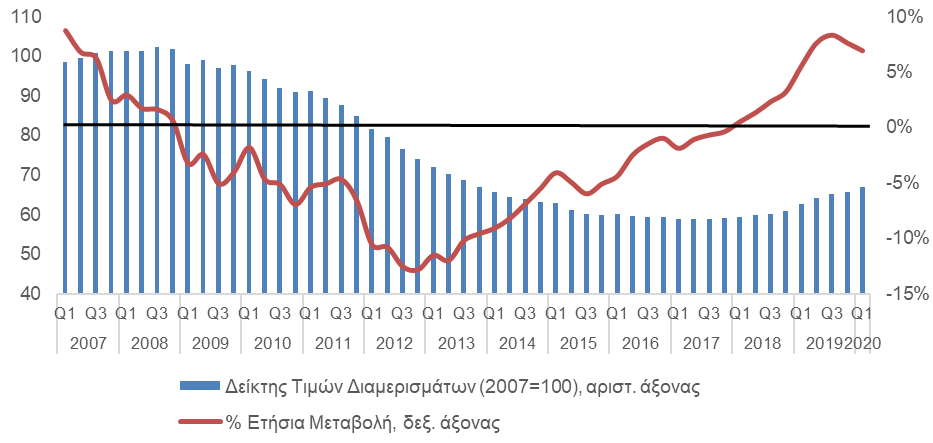 110 10%
100 5%
90 0%
80 -5%
70 -10%
60 -15%
50
40
Q1 Q3 Q1 Q3 Q1 Q3 Q1 Q3 Q1 Q3 Q1 Q3 Q1 Q3 Q1 Q3 Q1 Q3 Q1 Q3 Q1 Q3 Q1 Q3 Q1 Q3 Q1
2007 2008 2009 2010 2011 2012 2013 2014 2015 2016 2017 2018 2019 2020
Δείκτης Τιμών Διαμερισμάτων (2007=100), αριστ. άξονας
% Ετήσια Μεταβολή, δεξ. άξονας